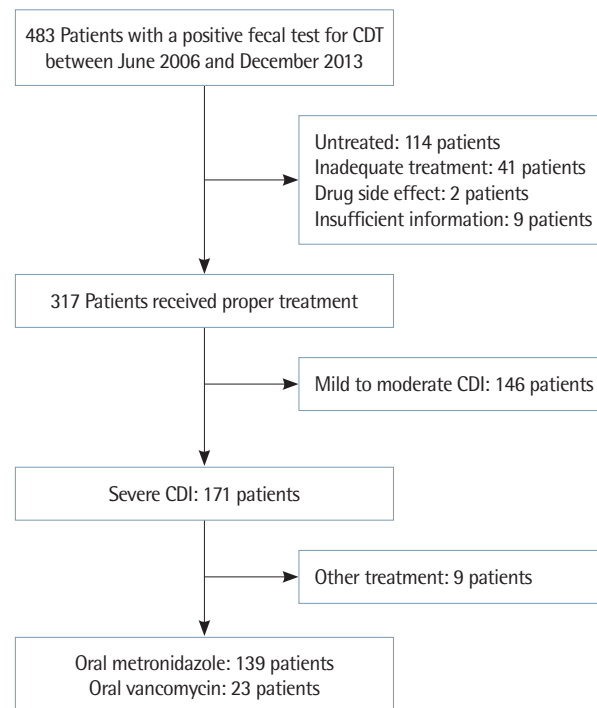 483 Patients with a positive fecal test for CDT
between June 2006 and December 2013
Untreated: 114 patients
Inadequate treatment: 41 patients
Drug side effect: 2 patients
Insufficient information: 9 patients
317 Patients received proper treatment
Mild to moderate CDI: 146 patients
Severe CDI: 171 patients
Other treatment: 9 patients
Oral metronidazole: 139 patients
Oral vancomycin: 23 patients